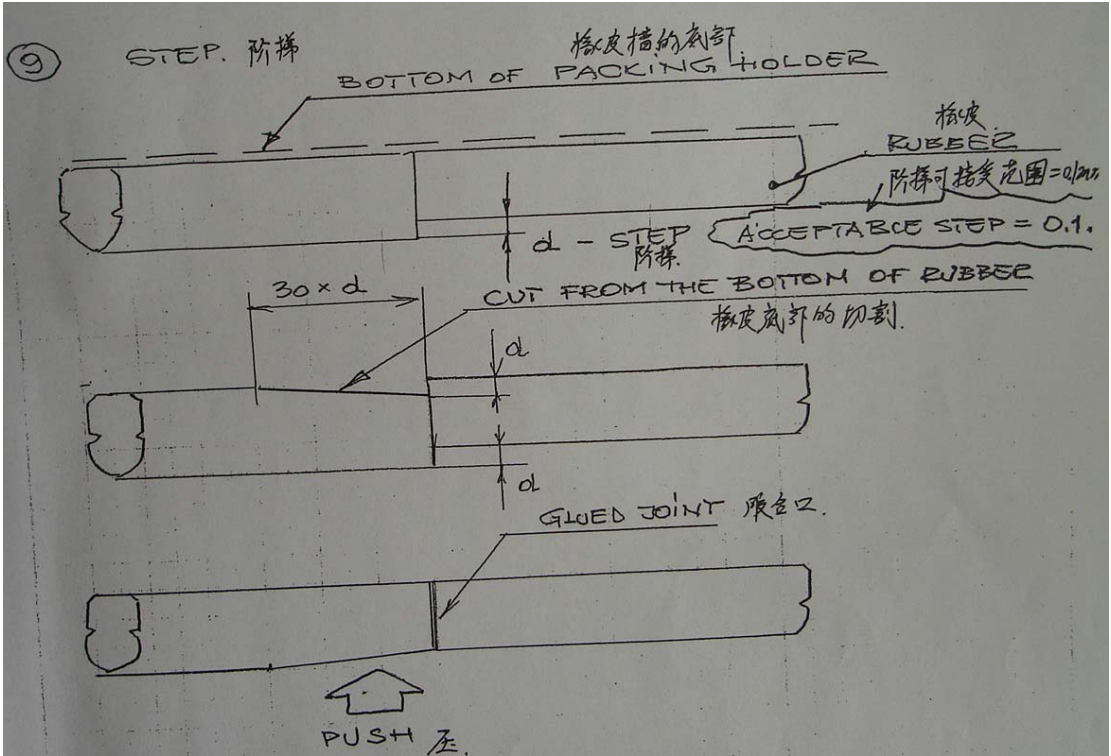 9
STEP. 阶梯
橡皮槽的底部
BOTTOM OF PACKING HOLDER
橡皮
RUBBER
阶梯可接受范围=0.1mm
d - STEP
阶梯
ACCEPTABLE STEP = 0.1.
30 × d
CUT FROM THE BOTTOM OF RUBBER
橡皮底部的切割.
d
d
GLUED JOINT 胶合口.
PUSH 压